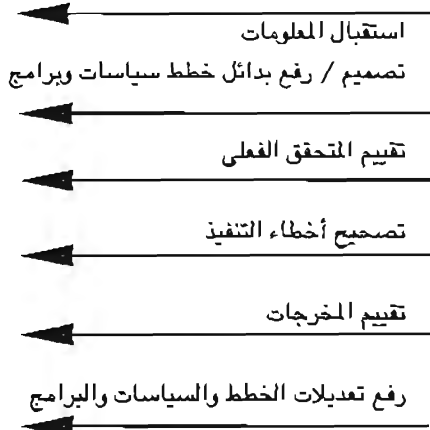 استقبال المعلومات
تصميم / رفع بدائل خطط سياسات وبرامج
تقييم المتحقق الفعلى
تصحيح أخطاء التنفيذ
تقييم المخرجات
رفع تعديلات الخطط والسياسات والبرامج